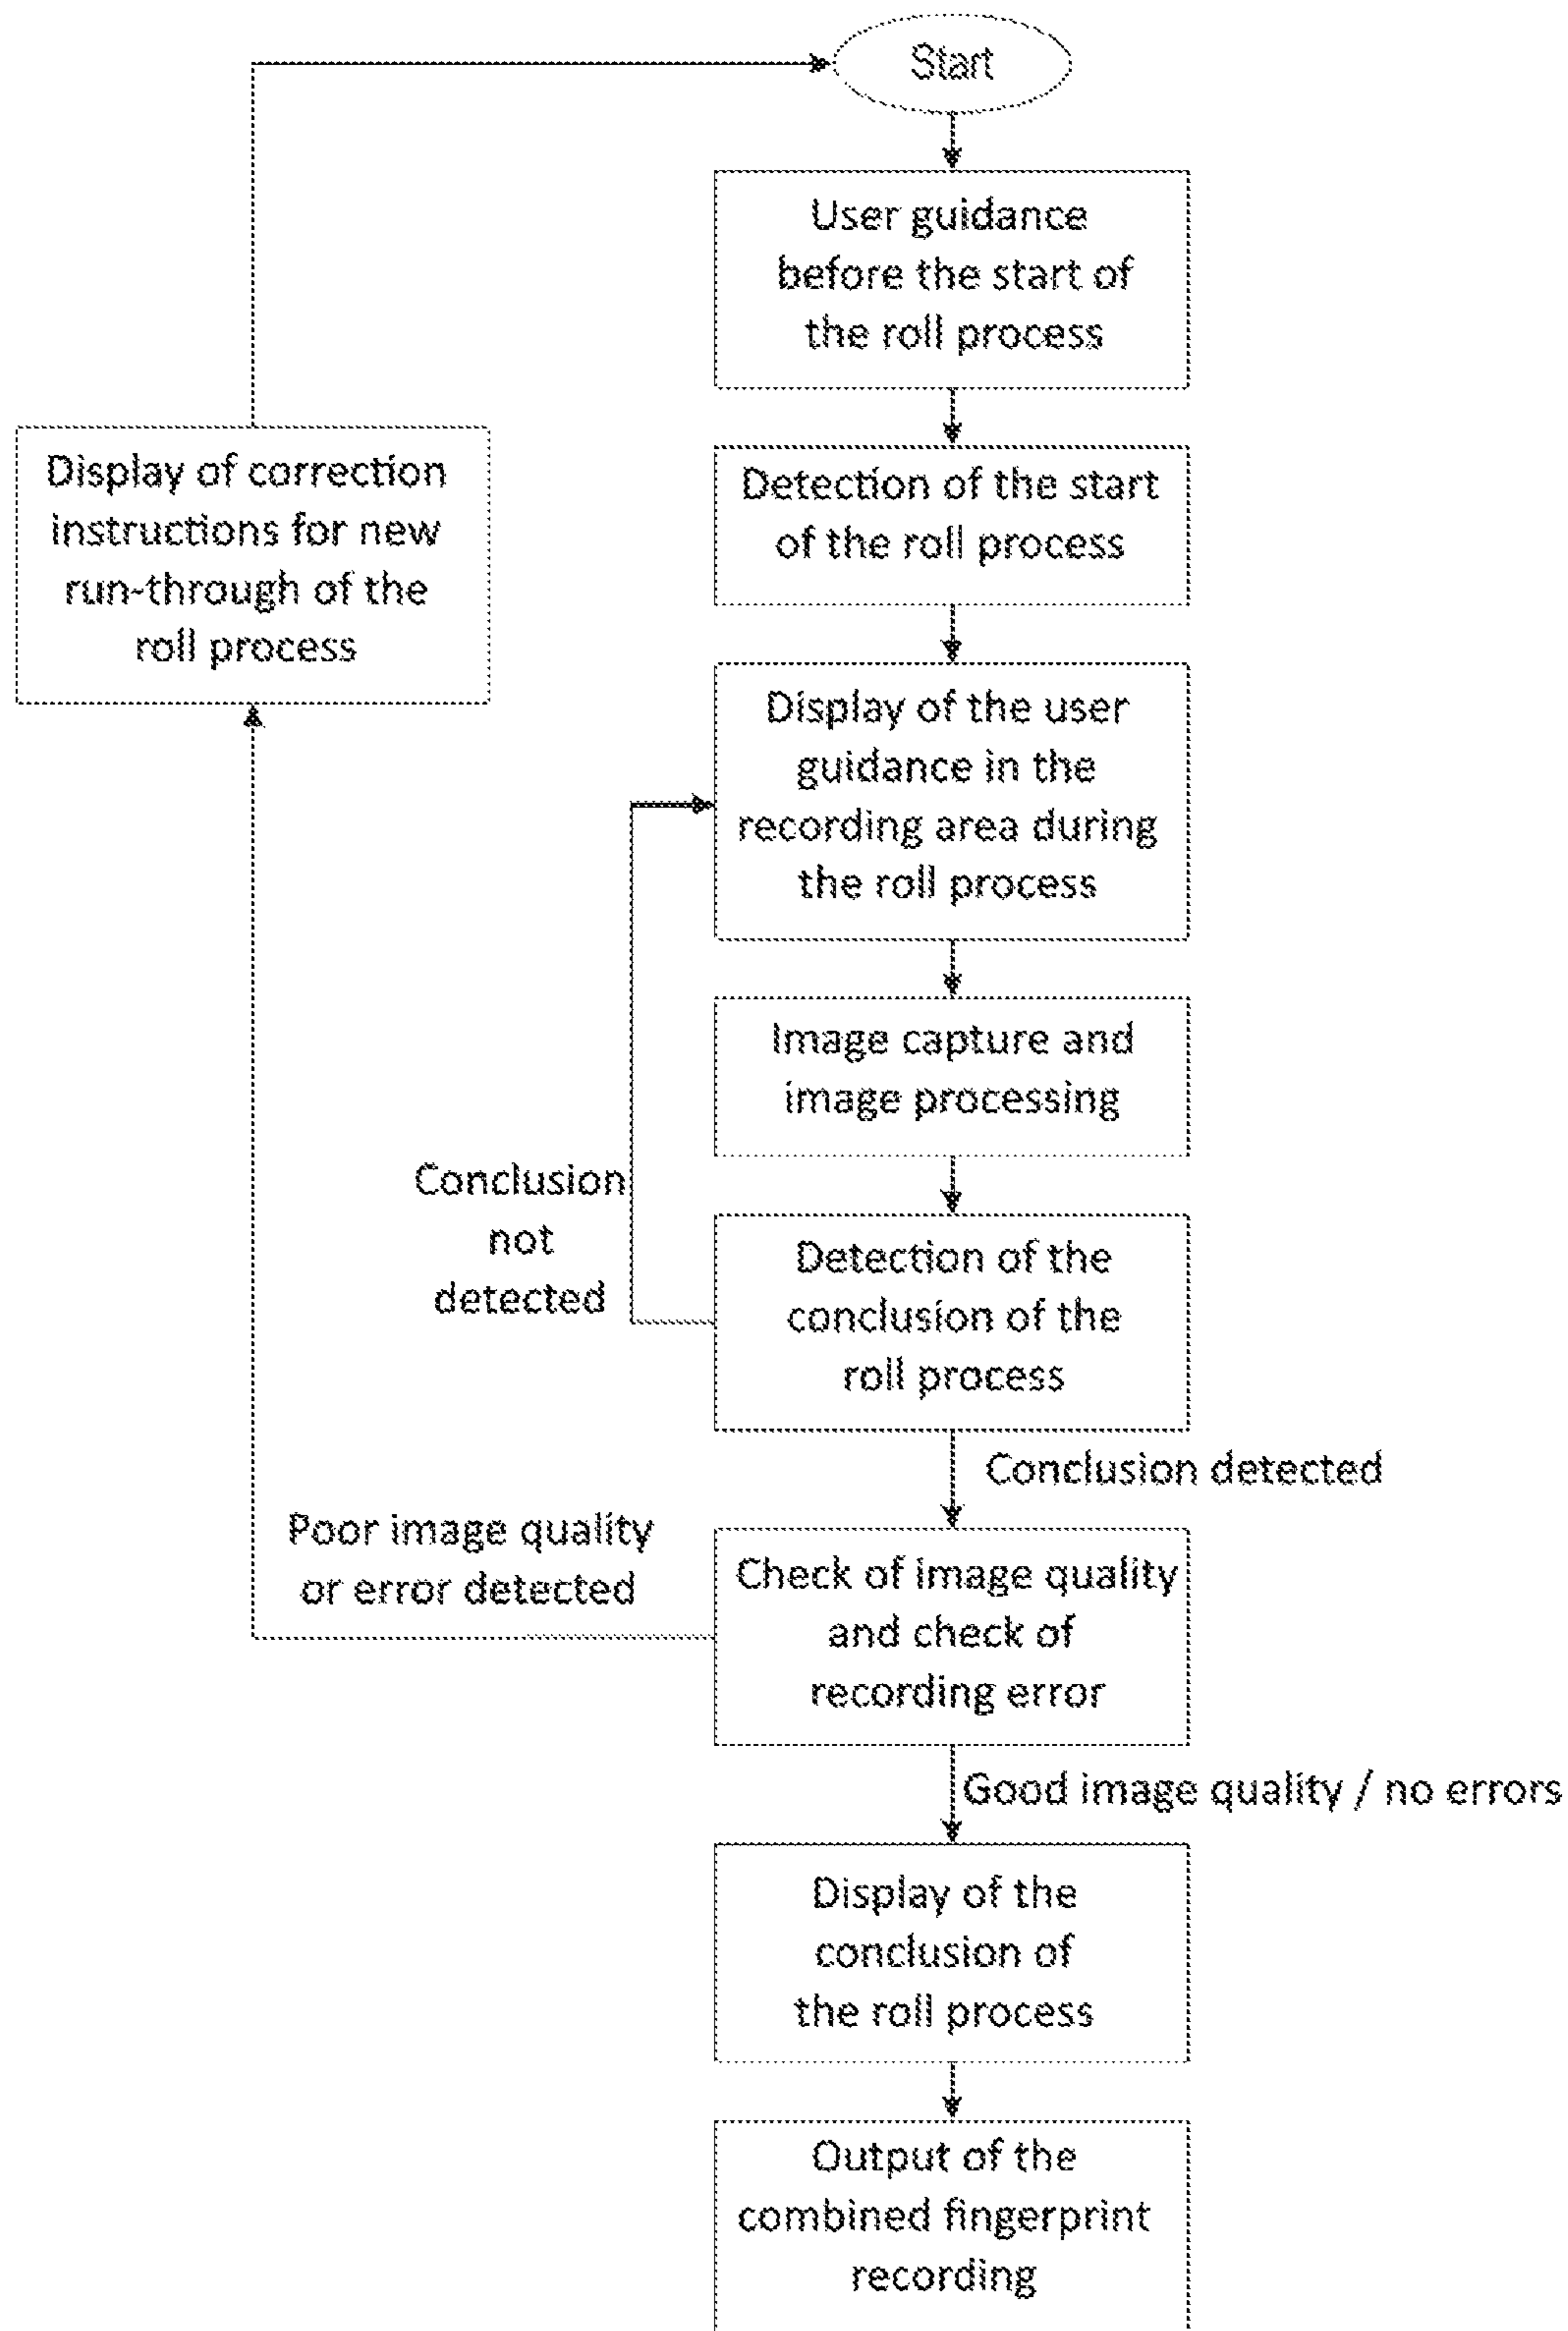 Start
User guidance
before the start of
the roll process
Detection of the start
of the roll process
Display of correction
instructions for new
run-through of the
roll process
Display of the user
guidance in the
recording area during
the roll process
Image capture and
image processing
Conclusion
not
detected
Detection of the
conclusion of the
roll process
Conclusion detected
Poor image quality
or error detected
Check of image quality
and check of
recording error
Good image quality / no errors
Display of the
conclusion of
the roll process
Output of the
combined fingerprint
recording